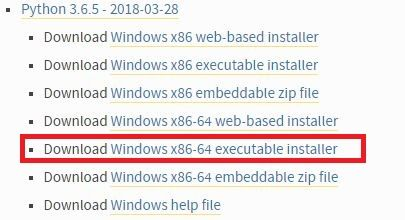 Python 3.6.5 - 2018-03-28
Download Windows x86 web-based installer
Download Windows x86 executable installer
Download Windows x86 embeddable zip file
Download Windows x86-64 web-based installer
Download Windows x86-64 executable installer
Download Windows x86-64 embeddable zip file
Download Windows help file